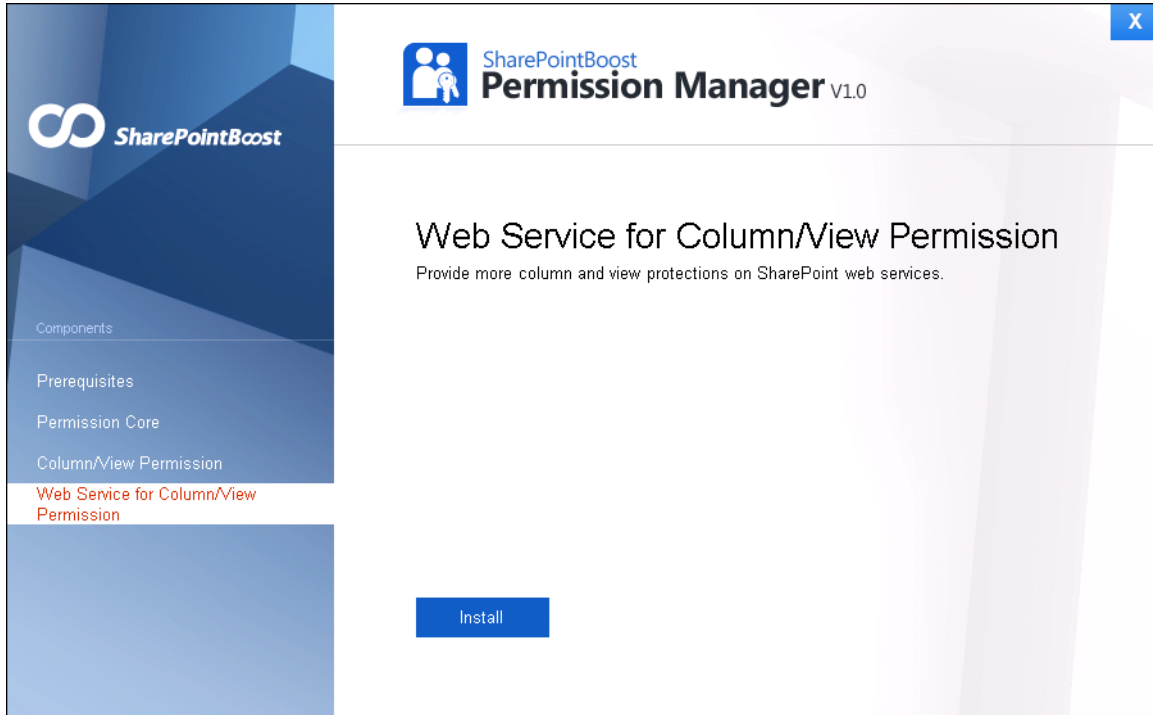 X
SharePointBoost
Permission Manager V1.0
SharePointBoost
Web Service for Column/View Permission
Provide more column and view protections on SharePoint web services.
Components
Prerequisites
Permission Core
Column/View Permission
Web Service for Column/View
Permission
Install